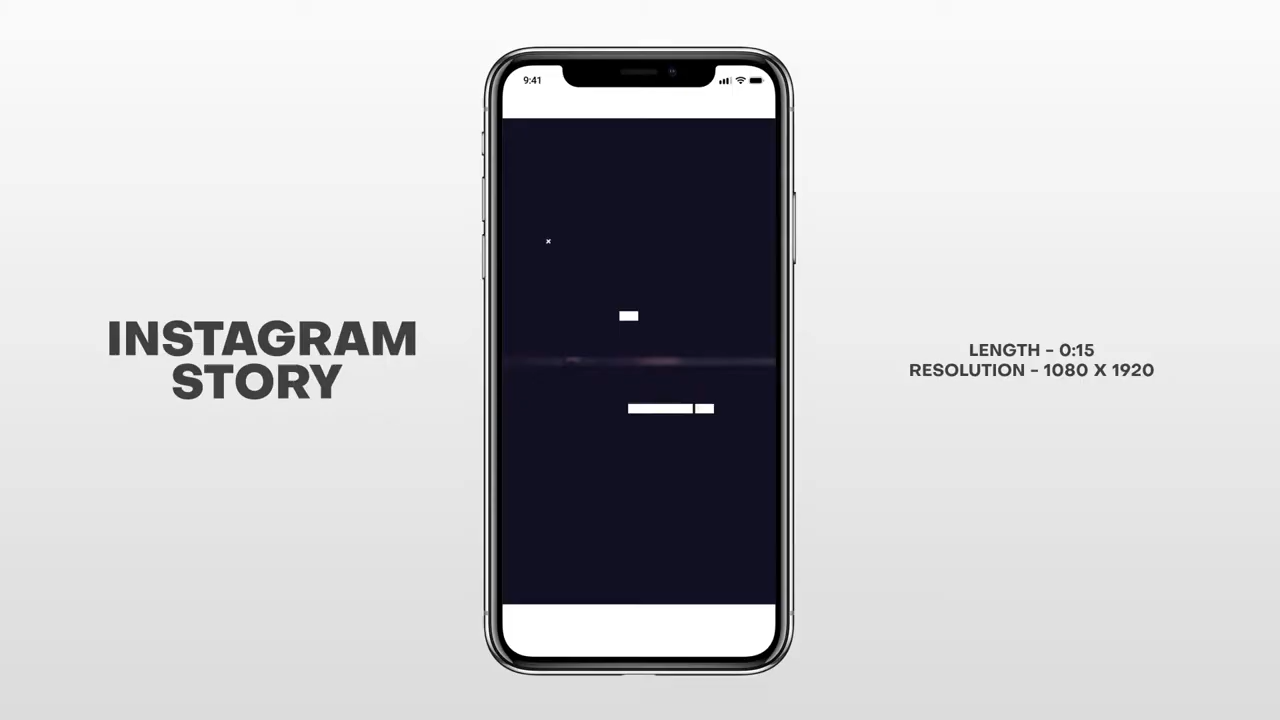 9:41
INSTAGRAM
STORY
LENGTH - 0:15
RESOLUTION - 1080 X 1920